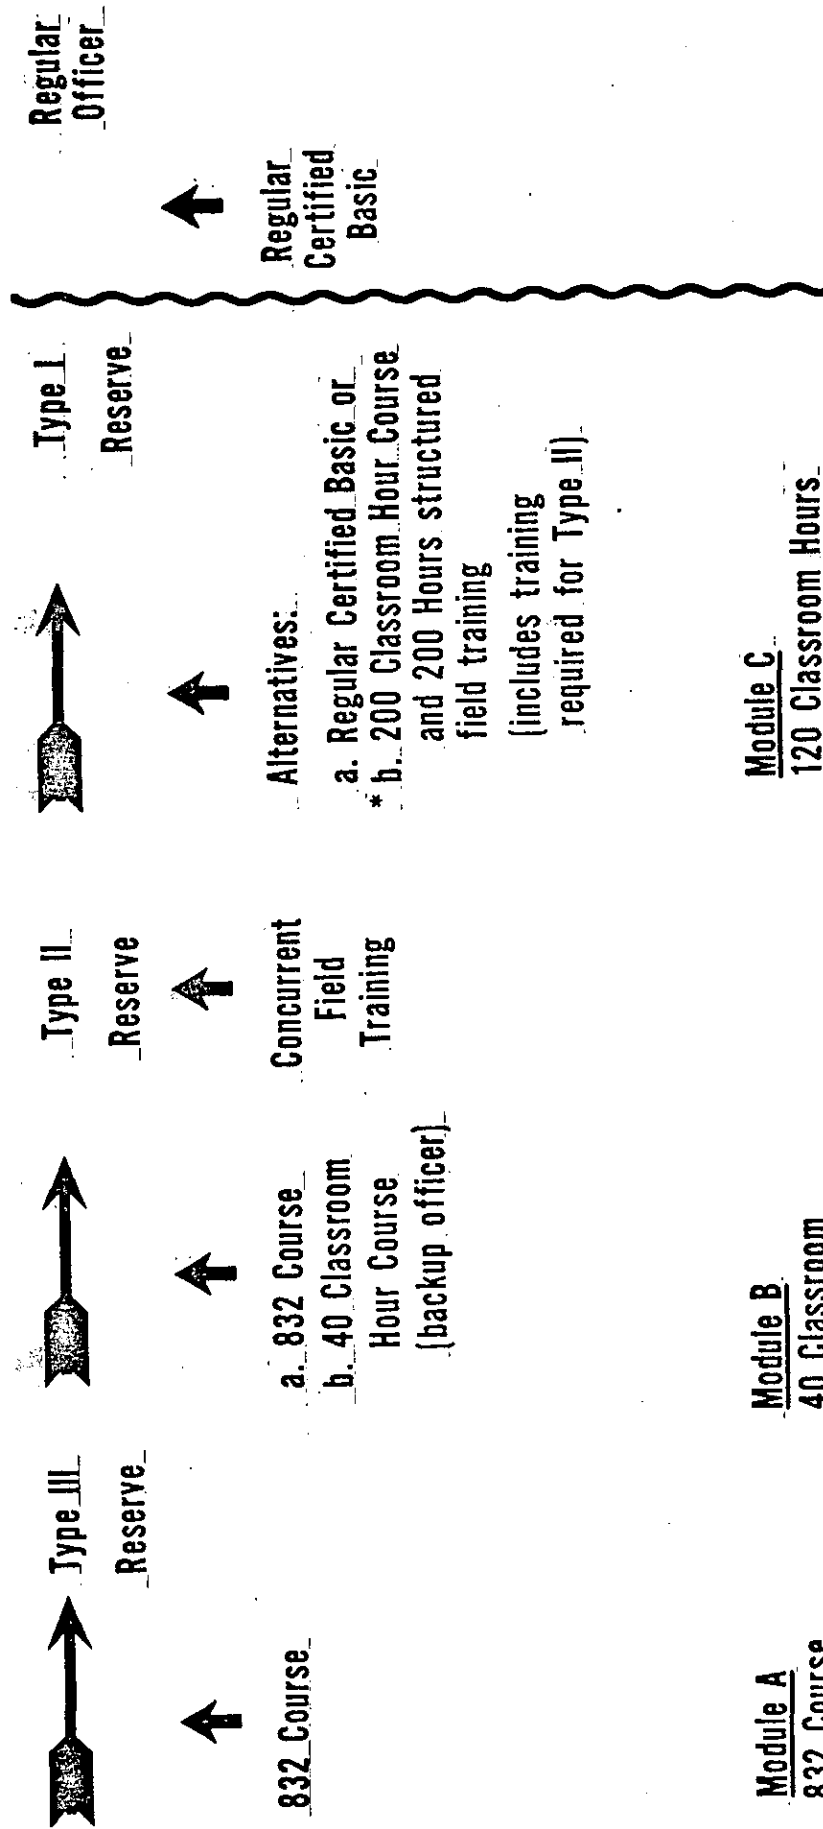 Type III
Reserve
Type II
Reserve
Type I
Reserve
Regular
Officer
832 Course
a. 832 Course
b. 40 Classroom
Hour Course
(backup officer)
Concurrent
Field
Training
Alternatives:
a. Regular Certified Basic or
* b. 200 Classroom Hour Course
and 200 Hours structured
field training
(includes training
required for Type II)
Regular
Certified
Basic
Module A
832 Course
Module B
40 Classroom
Module C
120 Classroom Hours